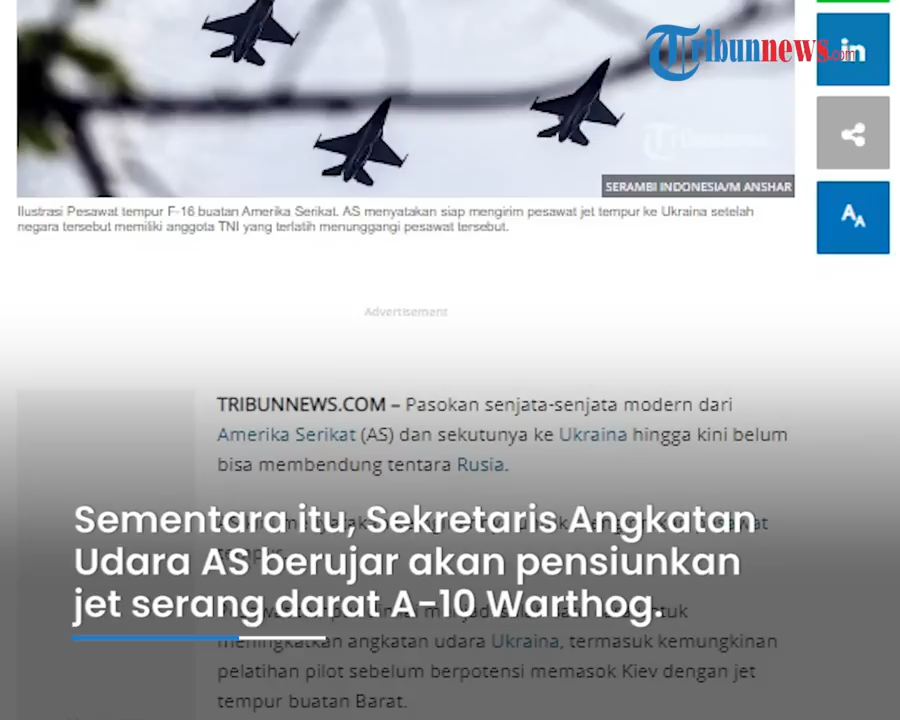 Tribunnews.com
in
SERAMBI INDONESIA/M ANSHAR
Ilustrasi Pesawat tempur F-16 buatan Amerika Serikat. AS menyatakan siap mengirim pesawat jet tempur ke Ukraina setelah
negara tersebut memiliki anggota TNI yang terlatih menunggangi pesawat tersebut.
AA
Advertisement
TRIBUNNEWS.COM – Pasokan senjata-senjata modern dari
Amerika Serikat (AS) dan sekutunya ke Ukraina hingga kini belum
bisa membendung tentara Rusia.
Sementara itu, Sekretaris Angkatan
Udara AS berujar akan pensiunkan
jet serang darat A-10 Warthog.
meningkatkan angkatan udara Ukraina, termasuk kemungkinan
pelatihan pilot sebelum berpotensi memasok Kiev dengan jet
tempur buatan Barat.